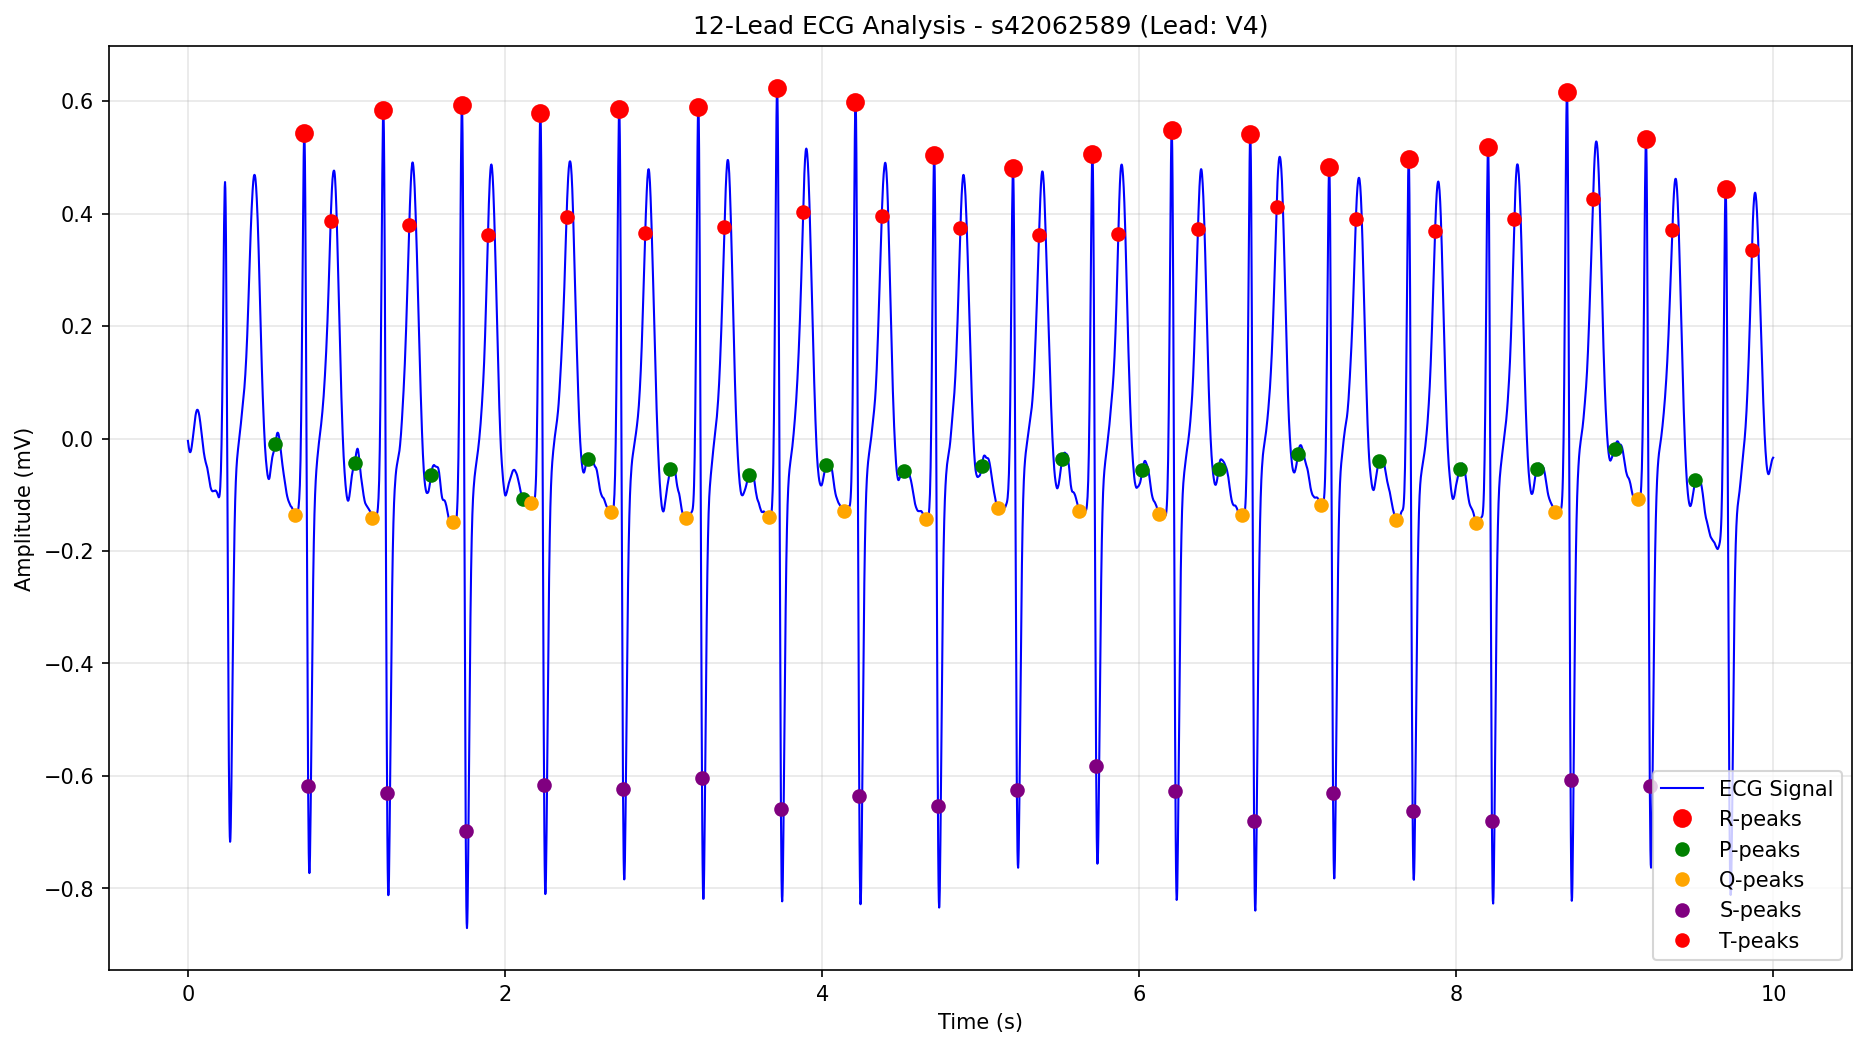 12-Lead ECG Analysis - s42062589 (Lead: V4)
Amplitude (mV)
0.6
0.4
0.2
0.0
−0.2
−0.4
−0.6
−0.8
0 2 4 6 8 10
Time (s)
ECG Signal
R-peaks
P-peaks
Q-peaks
S-peaks
T-peaks